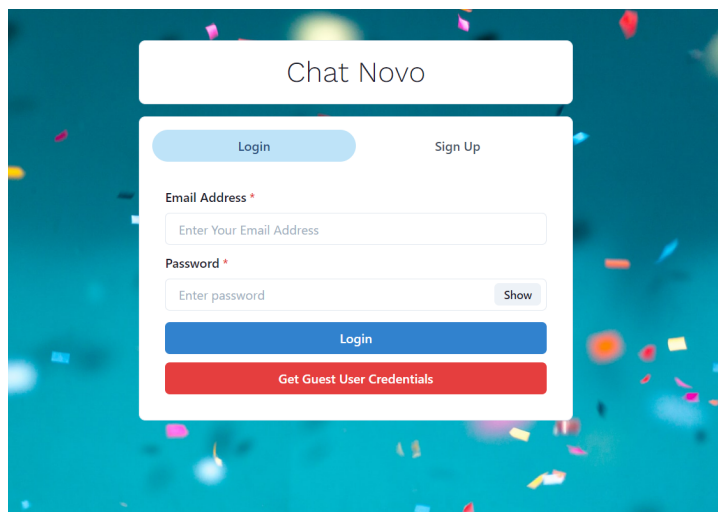 Chat Novo
Login Sign Up
Email Address *
Enter Your Email Address
Password *
Enter password Show
Login
Get Guest User Credentials